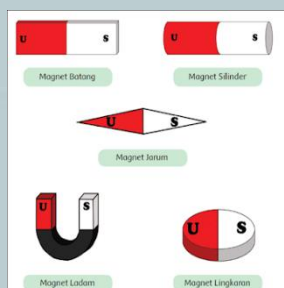 U S
Magnet Batang
U S
Magnet Silinder
U S
Magnet Jarum
U S
Magnet Ladam
U S
Magnet Lingkaran